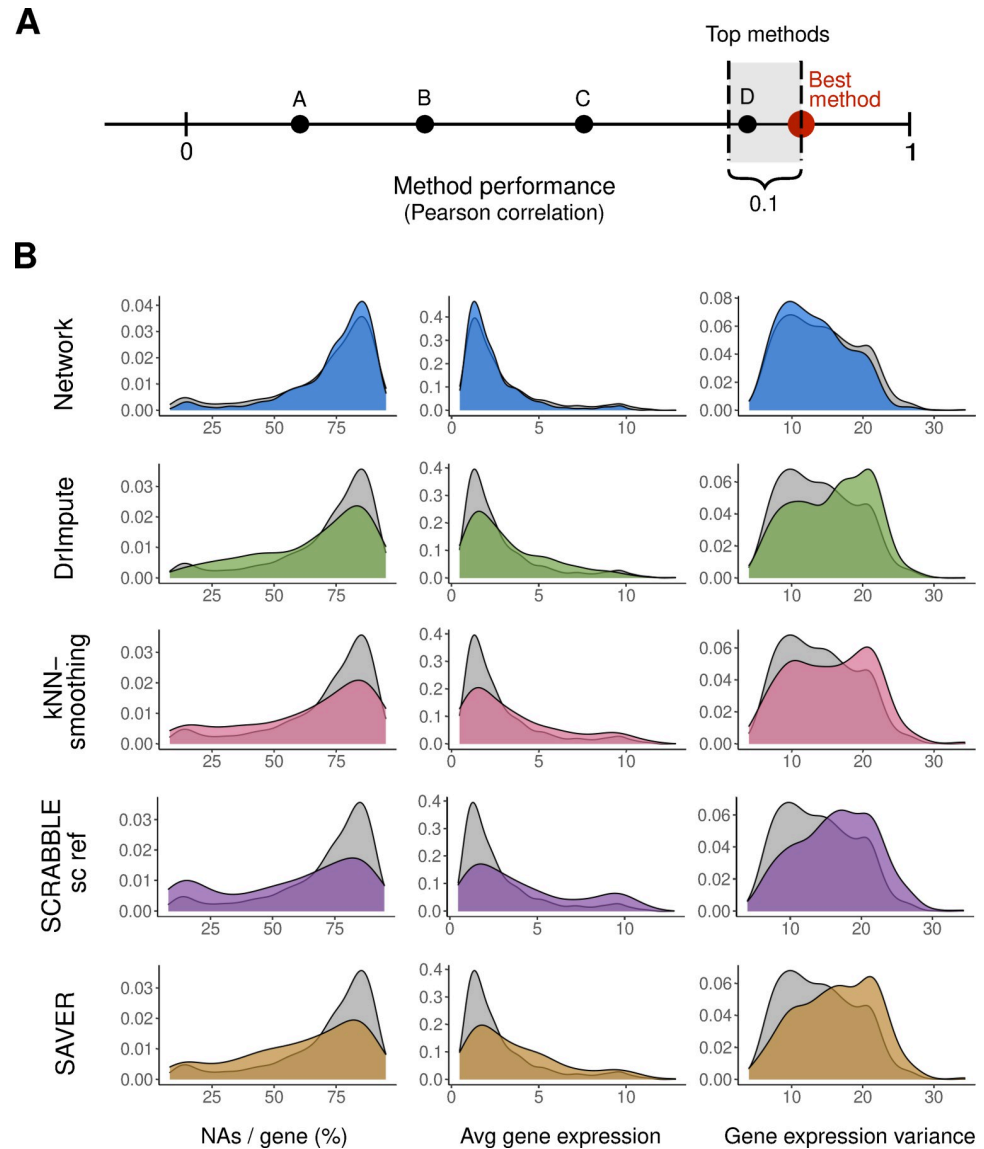 A
Top methods
A
B
C
D
Best
method
0
1
Method performance
(Pearson correlation)
0.1
B
Network
0.04
0.03
0.02
0.01
0.00
25 50 75
0.4
0.3
0.2
0.1
0.0
0 5 10
0.08
0.06
0.04
0.02
0.00
10 20 30
DrImpute
0.03
0.02
0.01
0.00
25 50 75
0.4
0.3
0.2
0.1
0.0
0 5 10
0.06
0.04
0.02
0.00
10 20 30
kNN–
smoothing
0.03
0.02
0.01
0.00
25 50 75
0.4
0.3
0.2
0.1
0.0
0 5 10
0.06
0.04
0.02
0.00
10 20 30
SCRABBLE
sc ref
0.03
0.02
0.01
0.00
25 50 75
0.4
0.3
0.2
0.1
0.0
0 5 10
0.06
0.04
0.02
0.00
10 20 30
SAVER
0.03
0.02
0.01
0.00
25 50 75
0.4
0.3
0.2
0.1
0.0
0 5 10
0.06
0.04
0.02
0.00
10 20 30
NAs / gene (%)
Avg gene expression
Gene expression variance